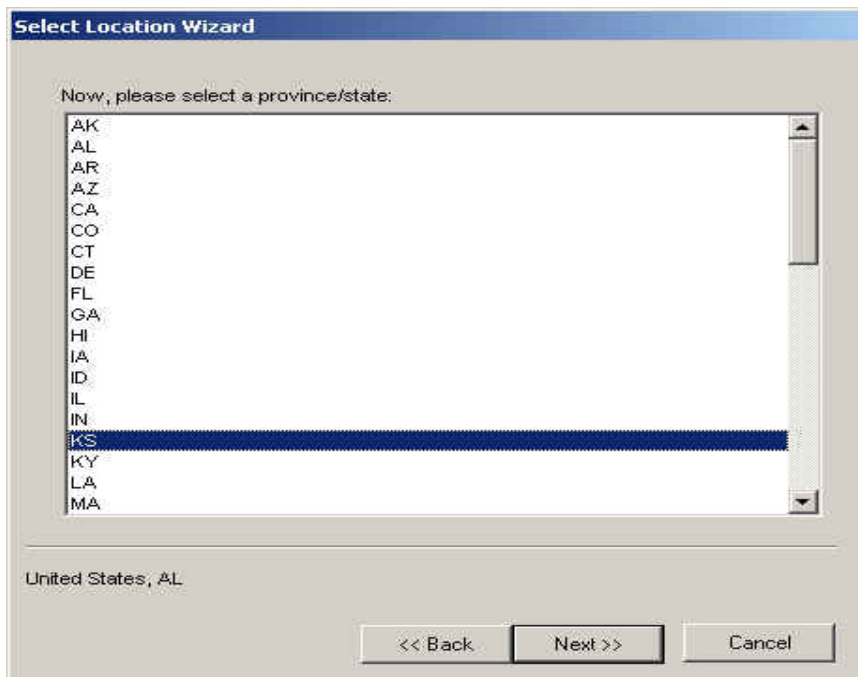 Select Location Wizard
Now, please select a province/state:
AK
AL
AR
AZ
CA
CO
CT
DE
FL
GA
HI
IA
ID
IL
IN
KS
KY
LA
MA
United States, AL
<< Back Next >> Cancel